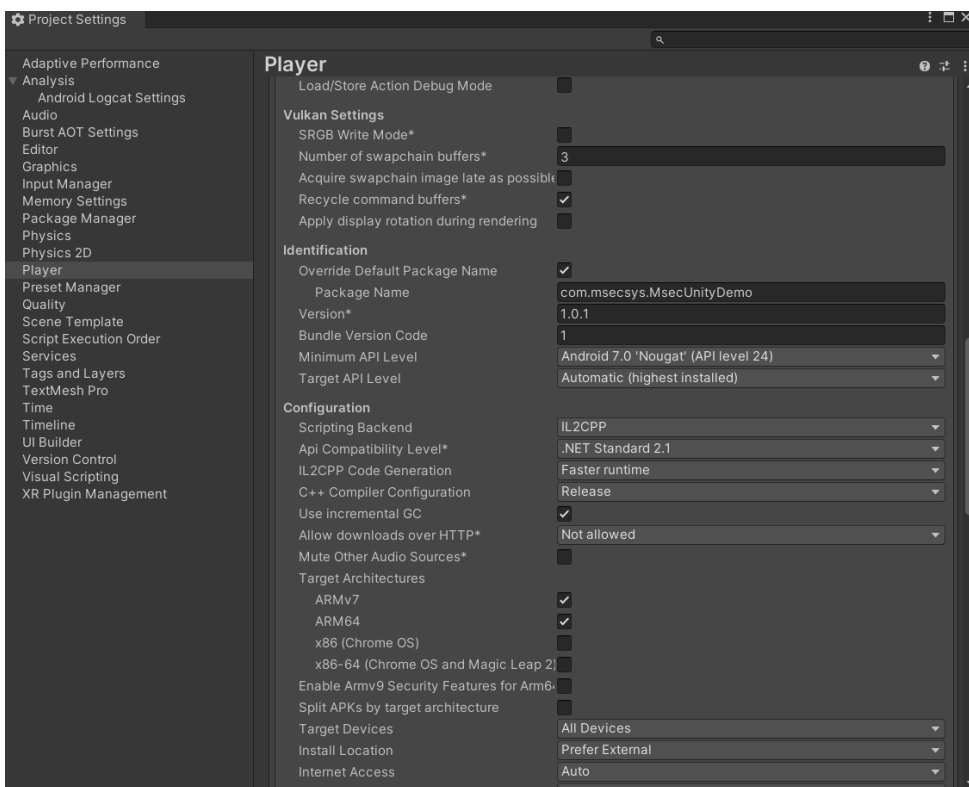 Project Settings
Player
Adaptive Performance
Analysis
Android Logcat Settings
Audio
Burst AOT Settings
Editor
Graphics
Input Manager
Memory Settings
Package Manager
Physics
Physics 2D
Player
Preset Manager
Quality
Scene Template
Script Execution Order
Services
Tags and Layers
TextMesh Pro
Time
Timeline
UI Builder
Version Control
Visual Scripting
XR Plugin Management
Load/Store Action Debug Mode
Vulkan Settings
SRGB Write Mode*
Number of swapchain buffers* 3
Acquire swapchain image late as possible
Recycle command buffers*
Apply display rotation during rendering
Identification
Override Default Package Name
Package Name com.msecsys.MsecUnityDemo
Version* 1.0.1
Bundle Version Code 1
Minimum API Level Android 7.0 'Nougat' (API level 24)
Target API Level Automatic (highest installed)
Configuration
Scripting Backend IL2CPP
Api Compatibility Level* .NET Standard 2.1
IL2CPP Code Generation Faster runtime
C++ Compiler Configuration Release
Use incremental GC
Allow downloads over HTTP* Not allowed
Mute Other Audio Sources*
Target Architectures
ARMv7
ARM64
x86 (Chrome OS)
x86-64 (Chrome OS and Magic Leap 2)
Enable Armv9 Security Features for Arm64
Split APKs by target architecture
Target Devices All Devices
Install Location Prefer External
Internet Access Auto